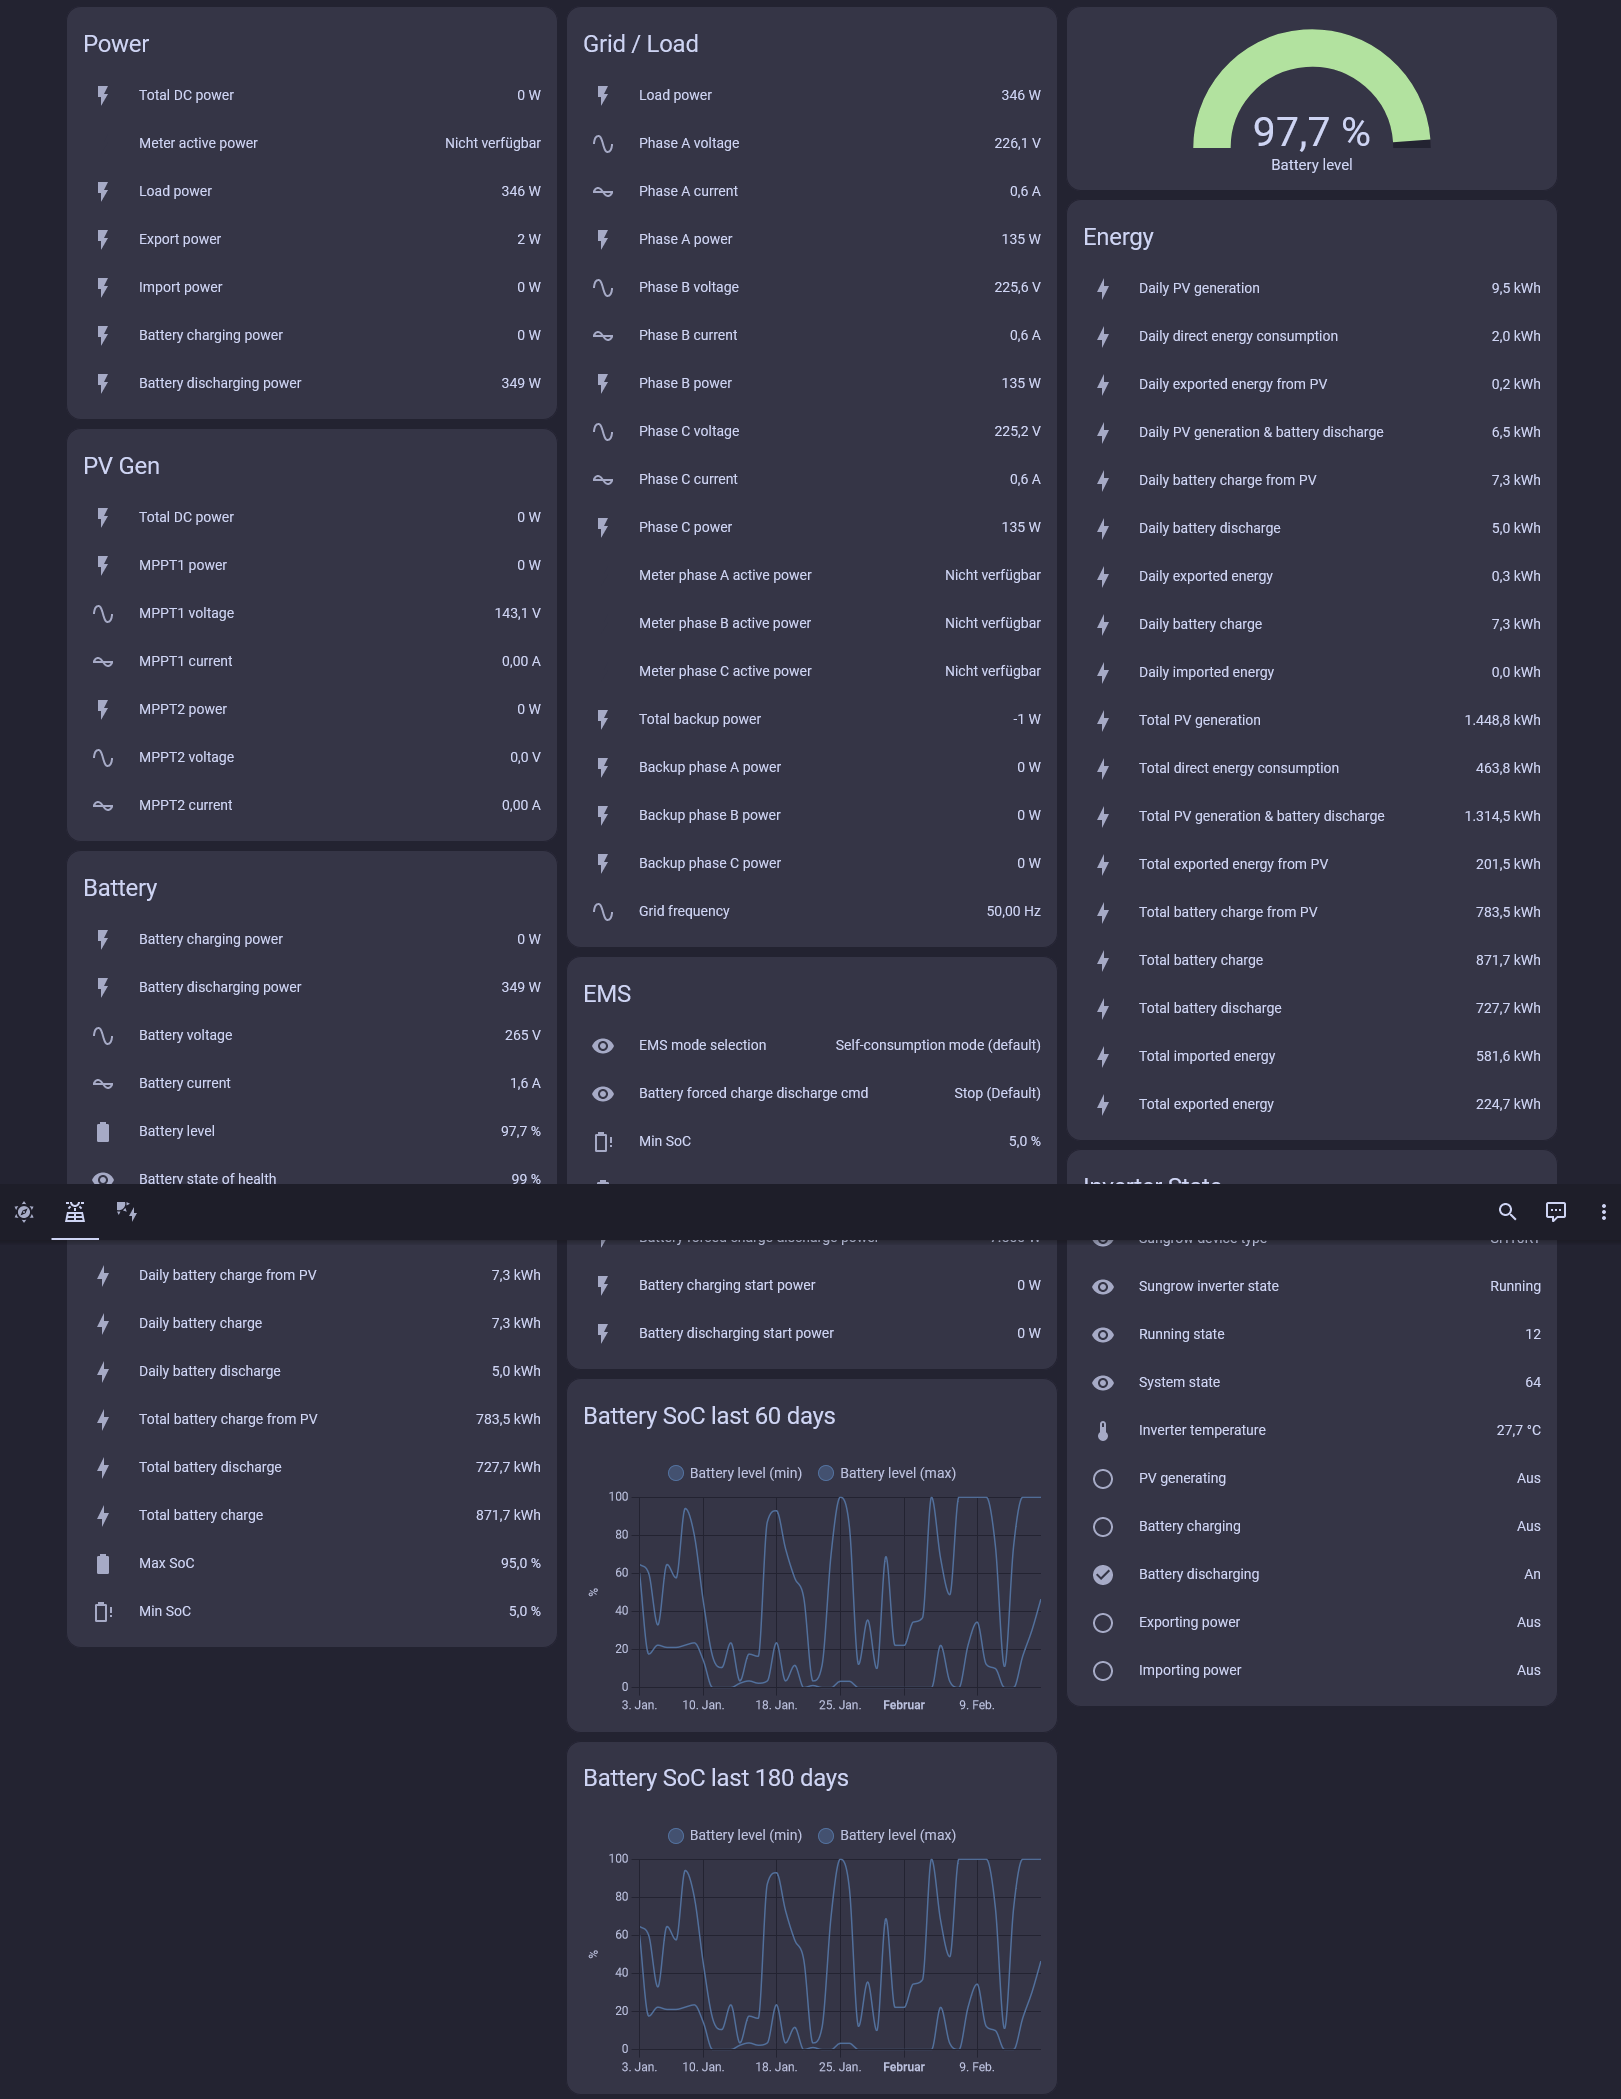 Power
Total DC power 0 W
Meter active power Nicht verfügbar
Load power 346 W
Export power 2 W
Import power 0 W
Battery charging power 0 W
Battery discharging power 349 W
PV Gen
Total DC power 0 W
MPPT1 power 0 W
MPPT1 voltage 143,1 V
MPPT1 current 0,00 A
MPPT2 power 0 W
MPPT2 voltage 0,0 V
MPPT2 current 0,00 A
Battery
Battery charging power 0 W
Battery discharging power 349 W
Battery voltage 265 V
Battery current 1,6 A
Battery level 97,7 %
Battery state of health 99 %
Daily battery charge from PV 7,3 kWh
Daily battery charge 7,3 kWh
Daily battery discharge 5,0 kWh
Total battery charge from PV 783,5 kWh
Total battery discharge 727,7 kWh
Total battery charge 871,7 kWh
Max SoC 95,0 %
Min SoC 5,0 %
Grid / Load
Load power 346 W
Phase A voltage 226,1 V
Phase A current 0,6 A
Phase A power 135 W
Phase B voltage 225,6 V
Phase B current 0,6 A
Phase B power 135 W
Phase C voltage 225,2 V
Phase C current 0,6 A
Phase C power 135 W
Meter phase A active power Nicht verfügbar
Meter phase B active power Nicht verfügbar
Meter phase C active power Nicht verfügbar
Total backup power -1 W
Backup phase A power 0 W
Backup phase B power 0 W
Backup phase C power 0 W
Grid frequency 50,00 Hz
EMS
EMS mode selection Self-consumption mode (default)
Battery forced charge discharge cmd Stop (Default)
Min SoC 5,0 %
Battery forced charge discharge power
Battery charging start power 0 W
Battery discharging start power 0 W
Battery SoC last 60 days
Battery level (min) Battery level (max)
100
80
60
40
20
0
%
3. Jan. 10. Jan. 18. Jan. 25. Jan. Februar 9. Feb.
Battery SoC last 180 days
Battery level (min) Battery level (max)
100
80
60
40
20
0
%
3. Jan. 10. Jan. 18. Jan. 25. Jan. Februar 9. Feb.
97,7 %
Battery level
Energy
Daily PV generation 9,5 kWh
Daily direct energy consumption 2,0 kWh
Daily exported energy from PV 0,2 kWh
Daily PV generation & battery discharge 6,5 kWh
Daily battery charge from PV 7,3 kWh
Daily battery discharge 5,0 kWh
Daily exported energy 0,3 kWh
Daily battery charge 7,3 kWh
Daily imported energy 0,0 kWh
Total PV generation 1.448,8 kWh
Total direct energy consumption 463,8 kWh
Total PV generation & battery discharge 1.314,5 kWh
Total exported energy from PV 201,5 kWh
Total battery charge from PV 783,5 kWh
Total battery charge 871,7 kWh
Total battery discharge 727,7 kWh
Total imported energy 581,6 kWh
Total exported energy 224,7 kWh
Inverter State
Sungrow device type
Sungrow inverter state Running
Running state 12
System state 64
Inverter temperature 27,7 °C
PV generating Aus
Battery charging Aus
Battery discharging An
Exporting power Aus
Importing power Aus